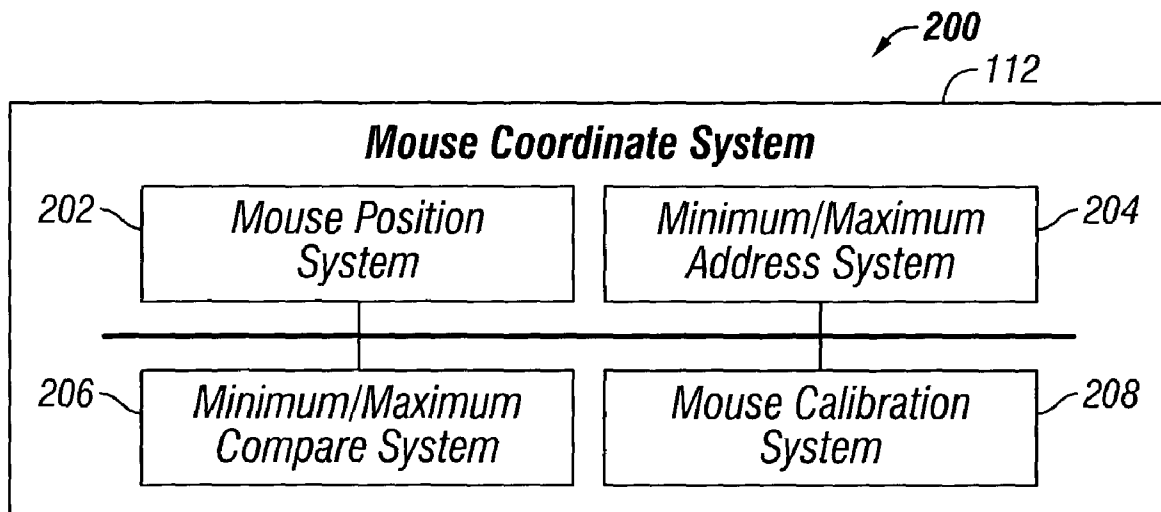 200
112
Mouse Coordinate System
202
Mouse Position
System
Minimum/Maximum
Address System
204
206
Minimum/Maximum
Compare System
Mouse Calibration
System
208